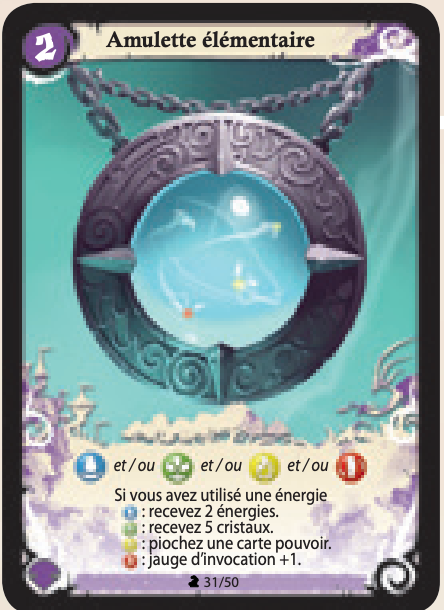 2
Amulette élémentaire
et/ou et/ou et/ou
Si vous avez utilisé une énergie
: recevez 2 énergies.
: recevez 5 cristaux.
: piochez une carte pouvoir.
: jauge d'invocation +1.
31/50